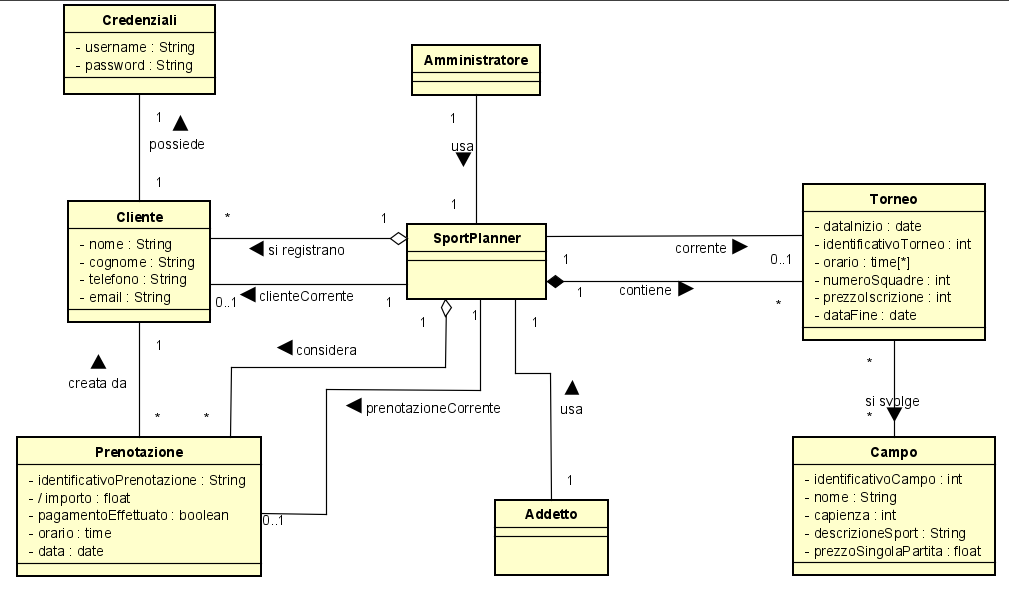 Credenziali
- username : String
- password : String
1
possiede
1
Amministratore
1
usa
1
Cliente
- nome : String
- cognome : String
- telefono : String
- email : String
*
1
si registrano
0..1
clienteCorrente
1
SportPlanner
1
corrente
0..1
1
contiene
*
Torneo
- dataInizio : date
- identificativoTorneo : int
- orario : time[*]
- numeroSquadre : int
- prezzoIscrizione : int
- dataFine : date
1
creata da
*
1
considera
*
1
prenotazioneCorrente
0..1
1
usa
1
*
si svolge
*
Prenotazione
- identificativoPrenotazione : String
- / importo : float
- pagamentoEffettuato : boolean
- orario : time
- data : date
Addetto
Campo
- identificativoCampo : int
- nome : String
- capienza : int
- descrizioneSport : String
- prezzoSingolaPartita : float